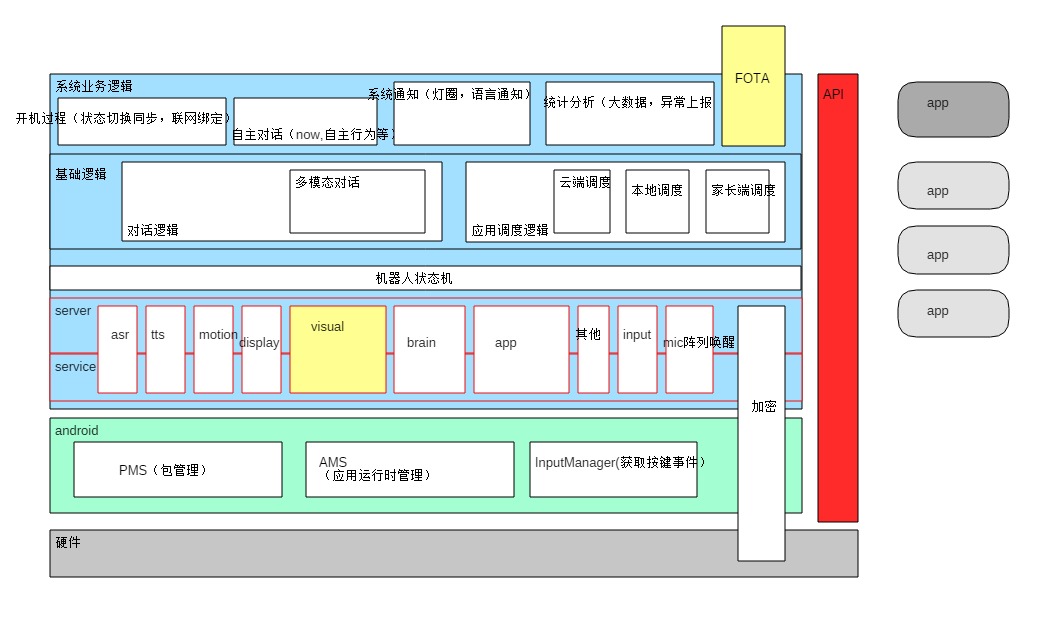 FOTA
系统业务逻辑
系统通知（灯圈，语言通知）
统计分析（大数据，异常上报
开机过程（状态切换同步，联网绑定）
自主对话（now,自主行为等）
API
app
基础逻辑
多模态对话
对话逻辑
云端调度
本地调度
家长端调度
应用调度逻辑
app
app
app
机器人状态机
server
asr
tts
motion
display
visual
brain
app
其他
input
mic阵列唤醒
service
加密
android
PMS（包管理）
AMS
（应用运行时管理）
InputManager(获取按键事件）
硬件